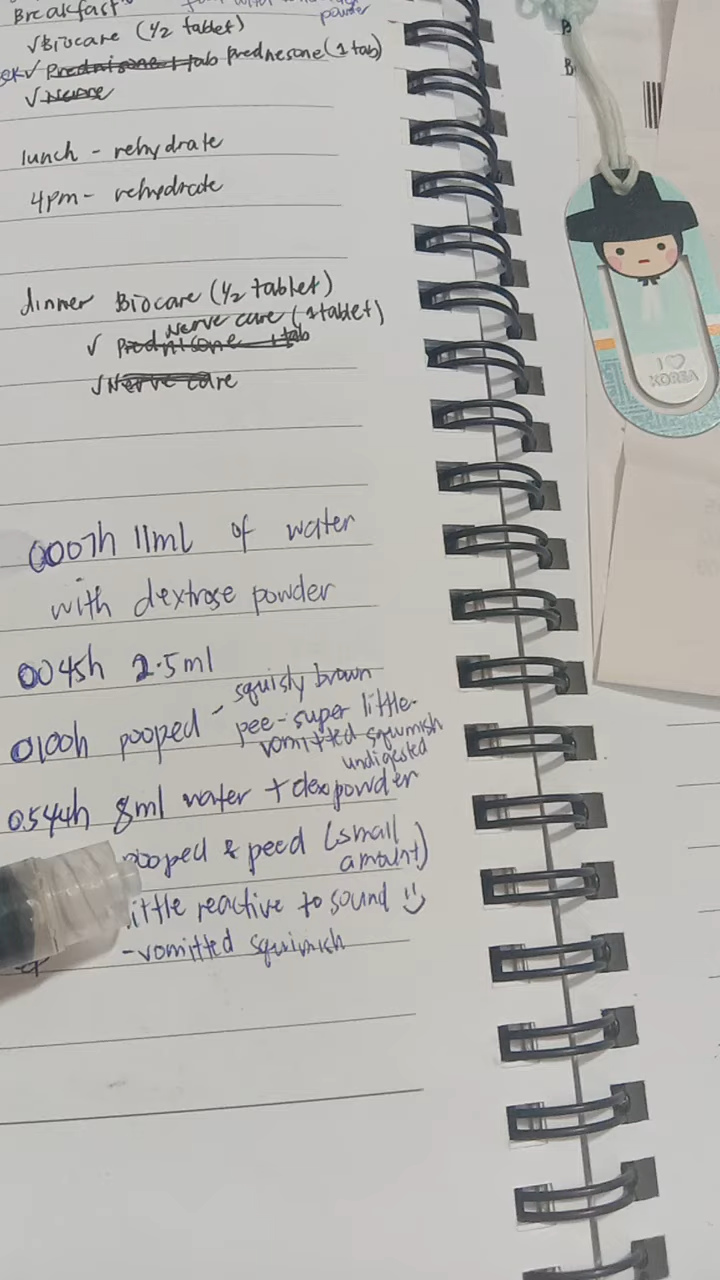 Breakfast
powder
√Biocare (1/2 tablet)
√ Prednisone 1 tab prednesone (1 tab)
√Nerve
lunch - rehydrate
4pm - rehydrate
dinner Biocare (1/2 tablet)
Nerve care (1 tablet)
√ Prednisone 1 tab
√Nerve care
0007h 11ml of water
with dextrose powder
0045h 2.5ml
0100h pooped - squishy brown
pee - super little
vomitted squimish
undigested
0544h 8ml water + dex powder
pooped & peed (small
amount)
little reactive to sound :)
- vomitted squimish
I ♡
KOREA